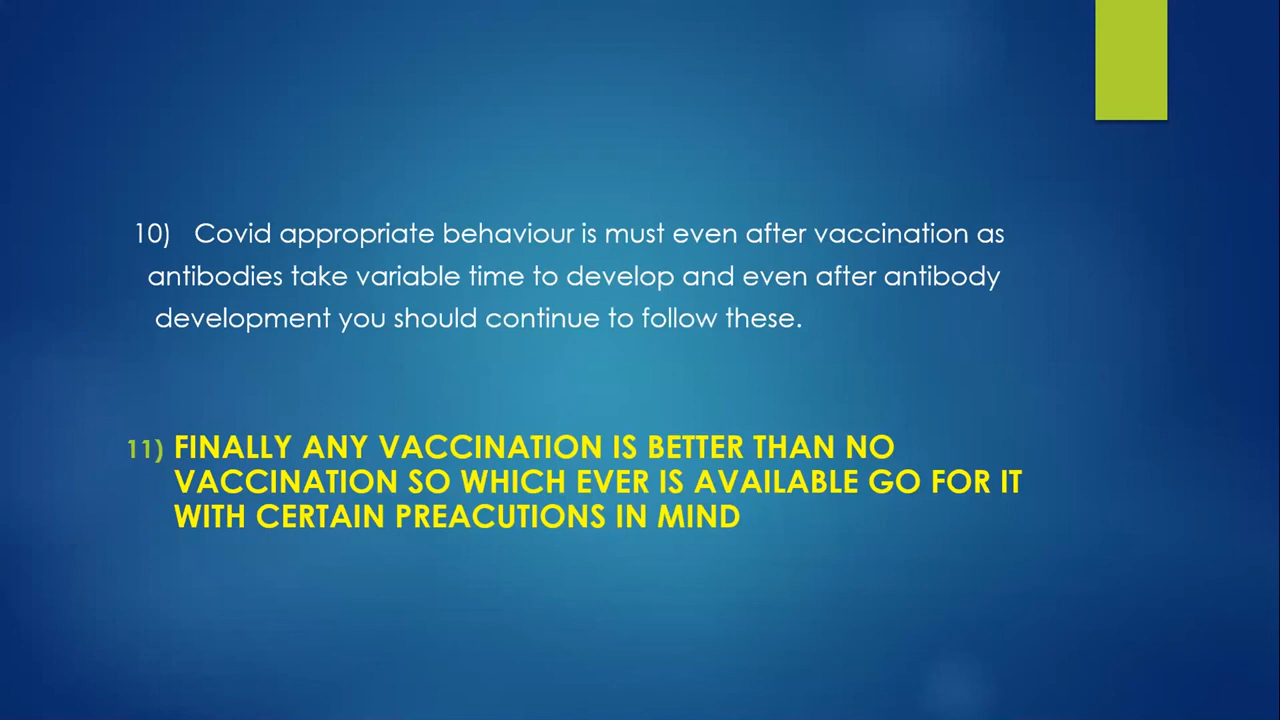 10) Covid appropriate behaviour is must even after vaccination as
antibodies take variable time to develop and even after antibody
development you should continue to follow these.
11) FINALLY ANY VACCINATION IS BETTER THAN NO
VACCINATION SO WHICH EVER IS AVAILABLE GO FOR IT
WITH CERTAIN PREACUTIONS IN MIND